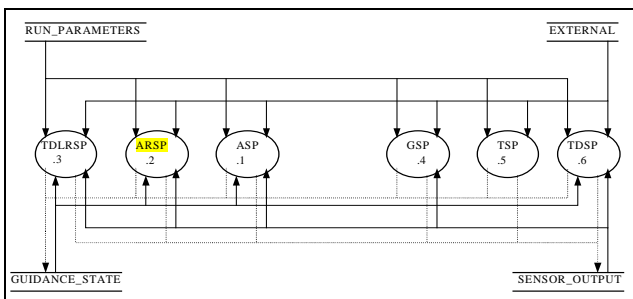 RUN_PARAMETERS EXTERNAL
TDLRSP ARSP ASP GSP TSP TDSP
.3 .2 .1 .4 .5 .6
GUIDANCE_STATE SENSOR_OUTPUT